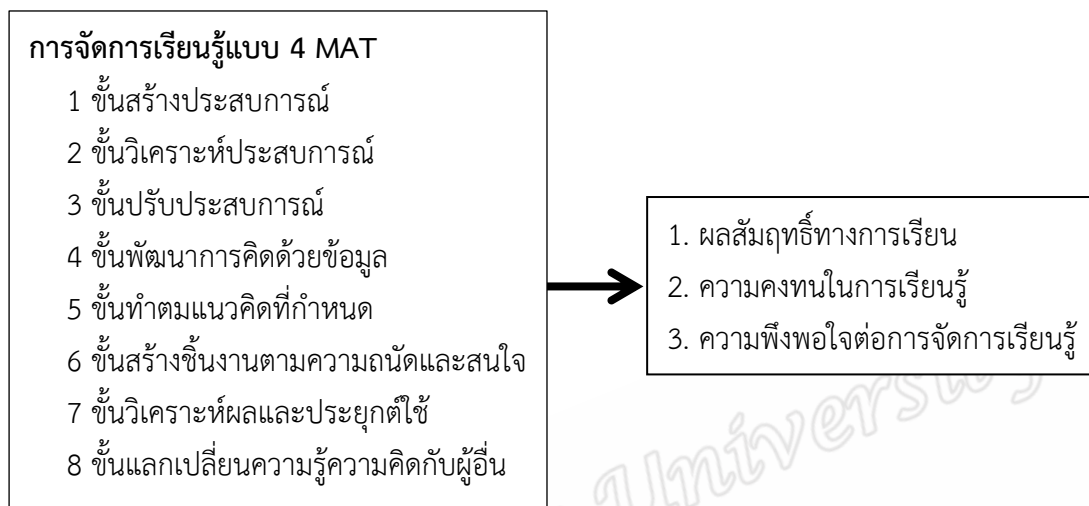 การจัดการเรียนรู้แบบ 4 MAT
1 ขั้นสร้างประสบการณ์
2 ขั้นวิเคราะห์ประสบการณ์
3 ขั้นปรับประสบการณ์
4 ขั้นพัฒนาการคิดด้วยข้อมูล
5 ขั้นทำตมแนวคิดที่กำหนด
6 ขั้นสร้างชิ้นงานตามความถนัดและสนใจ
7 ขั้นวิเคราะห์ผลและประยุกต์ใช้
8 ขั้นแลกเปลี่ยนความรู้ความคิดกับผู้อื่น
1. ผลสัมฤทธิ์ทางการเรียน
2. ความคงทนในการเรียนรู้
3. ความพึงพอใจต่อการจัดการเรียนรู้
University